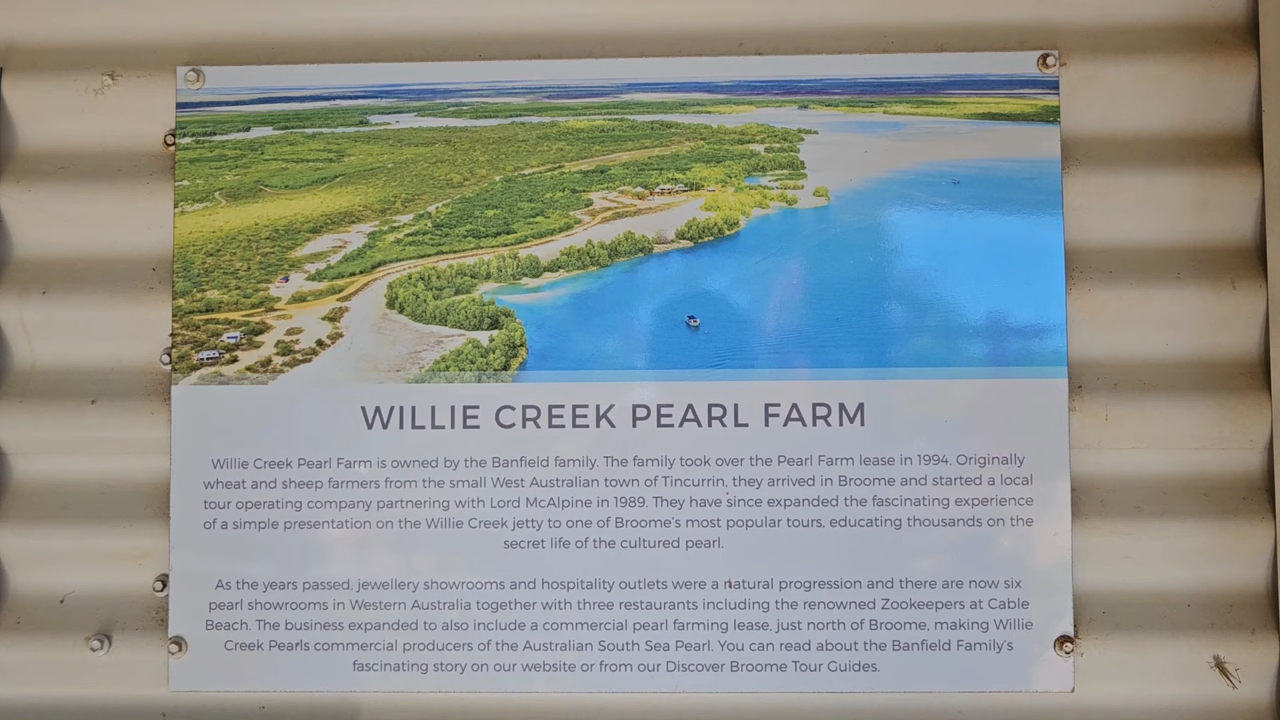 WILLIE CREEK PEARL FARM
Willie Creek Pearl Farm is owned by the Banfield family. The family took over the Pearl Farm lease in 1994. Originally
wheat and sheep farmers from the small West Australian town of Tincurrin, they arrived in Broome and started a local
tour operating company partnering with Lord McAlpine in 1989. They have since expanded the fascinating experience
of a simple presentation on the Willie Creek jetty to one of Broome's most popular tours, educating thousands on the
secret life of the cultured pearl.
As the years passed, jewellery showrooms and hospitality outlets were a natural progression and there are now six
pearl showrooms in Western Australia together with three restaurants including the renowned Zookeepers at Cable
Beach. The business expanded to also include a commercial pearl farming lease, just north of Broome, making Willie
Creek Pearls commercial producers of the Australian South Sea Pearl. You can read about the Banfield Family's
fascinating story on our website or from our Discover Broome Tour Guides.